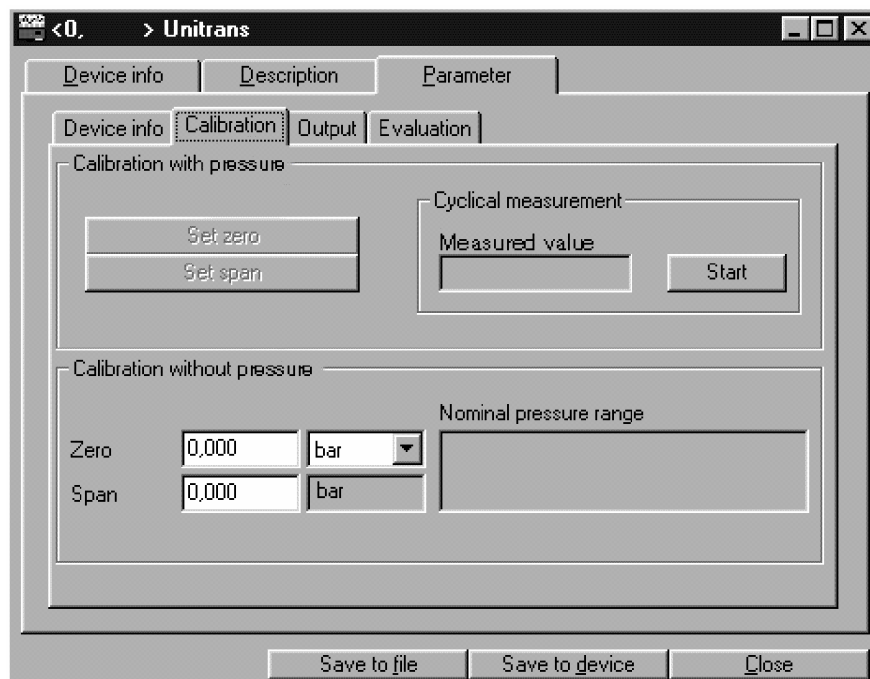 <0,      > Unitrans
Device info Description Parameter
Device info Calibration Output Evaluation
Calibration with pressure
Cyclical measurement
Set zero
Measured value
Set span
Start
Calibration without pressure
Nominal pressure range
Zero 0,000 bar
Span 0,000 bar
Save to file Save to device Close